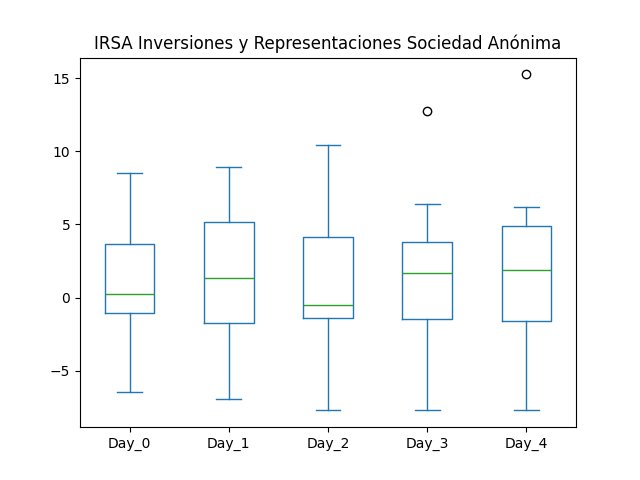 IRSA Inversiones y Representaciones Sociedad Anónima
15
10
5
0
−5
Day_0 Day_1 Day_2 Day_3 Day_4